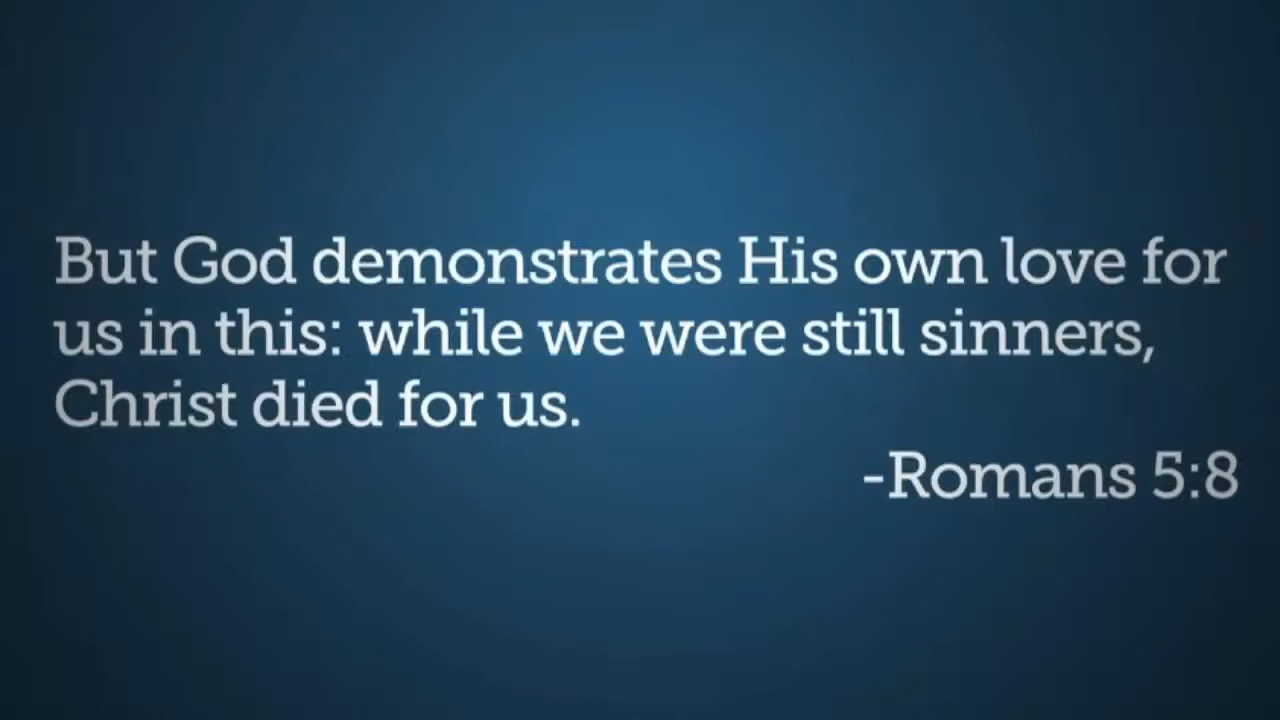 But God demonstrates His own love for
us in this: while we were still sinners,
Christ died for us.
-Romans 5:8